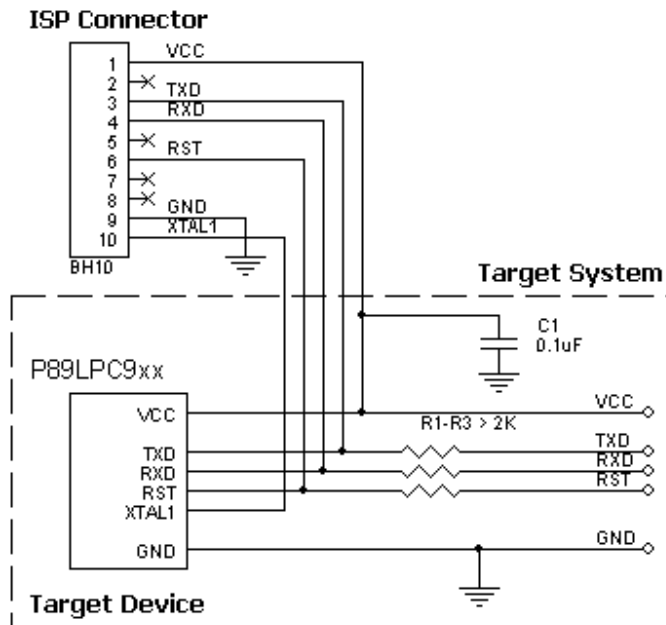 ISP Connector
VCC
1
2
TXD
3
RXD
4
5
RST
6
7
8
GND
9
XTAL1
10
BH10
Target System
C1
0.1uF
P89LPC9xx
VCC
VCC
R1-R3 > 2K
TXD
TXD
RXD
RXD
RST
RST
XTAL1
GND
GND
Target Device